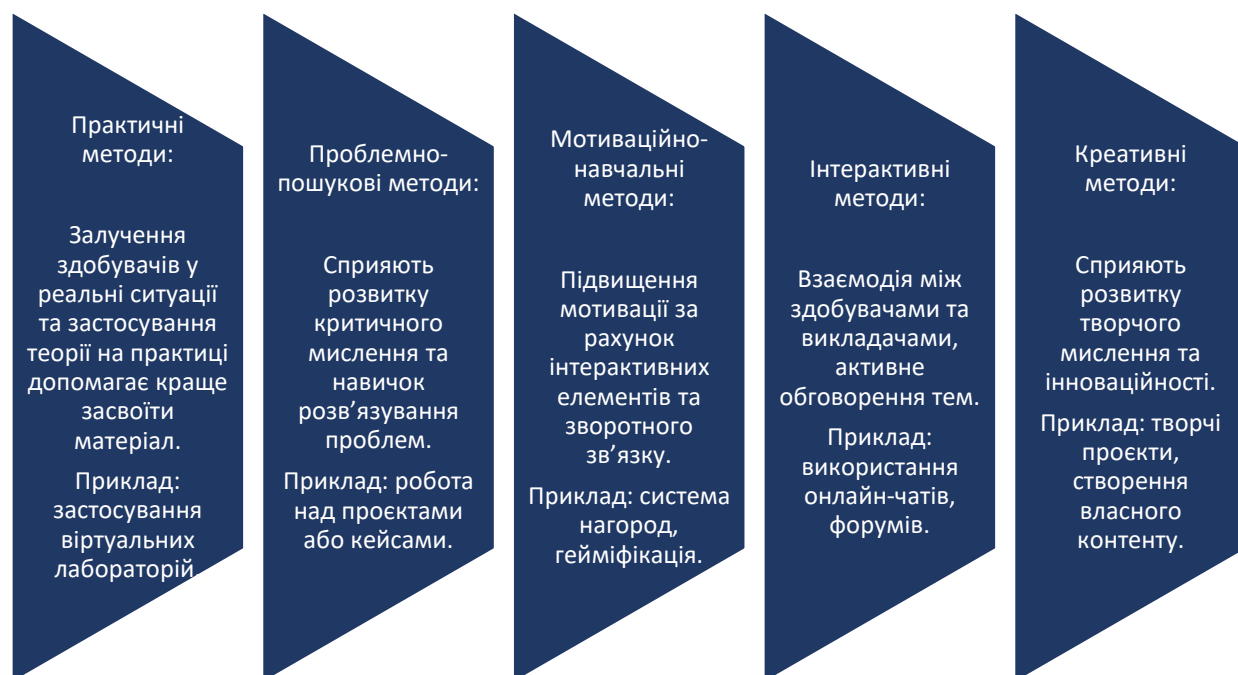 Практичні
методи:
Залучення
здобувачів у
реальні ситуації
та застосування
теорії на практиці
допомагає краще
засвоїти
матеріал.
Приклад:
застосування
віртуальних
лабораторій.
Проблемно-
пошукові методи:
Сприяють
розвитку
критичного
мислення та
навичок
розв’язування
проблем.
Приклад: робота
над проєктами
або кейсами.
Мотиваційно-
навчальні
методи:
Підвищення
мотивації за
рахунок
інтерактивних
елементів та
зворотного
зв’язку.
Приклад: система
нагород,
гейміфікація.
Інтерактивні
методи:
Взаємодія між
здобувачами та
викладачами,
активне
обговорення тем.
Приклад:
використання
онлайн-чатів,
форумів.
Креативні
методи:
Сприяють
розвитку
творчого
мислення та
інноваційності.
Приклад: творчі
проєкти,
створення
власного
контенту.